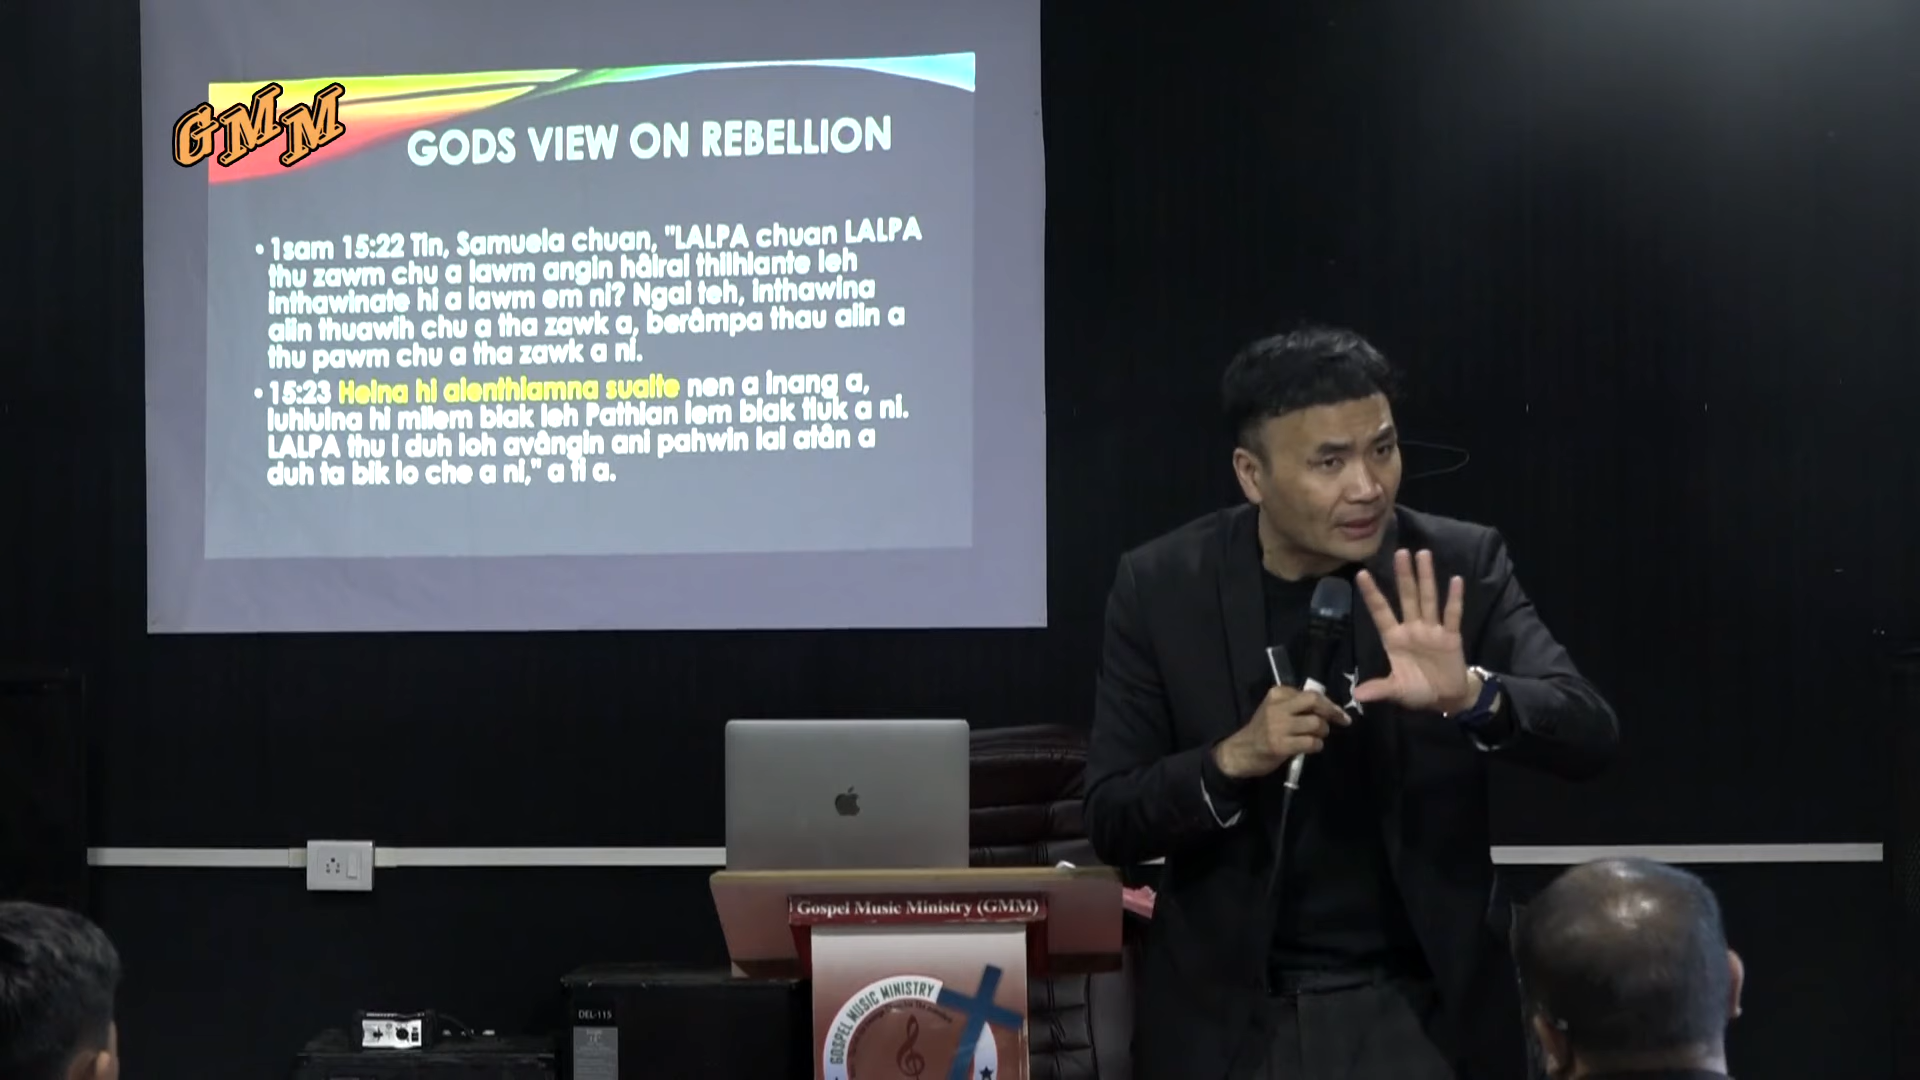 GMM
GODS VIEW ON REBELLION
• 1sam 15:22 Tin, Samuela chuan, "LALPA chuan LALPA
thu zawm chu a lawm angin hâlral thilhlante leh
inthawinate hi a lawm em ni? Ngai teh, inthawina
aiin thuawih chu a tha zawk a, berâmpa thau aiin a
thu pawm chu a tha zawk a ni.
• 15:23 Helna hi aienthiamna sualte nen a inang a,
luhlulna hi milem biak leh Pathian lem biak tluk a ni.
LALPA thu i duh loh avângin ani pahwin lal atân a
duh ta bik lo che a ni," a ti a.
Gospel Music Ministry (GMM)
GOSPEL MUSIC MINISTRY
DEL-115